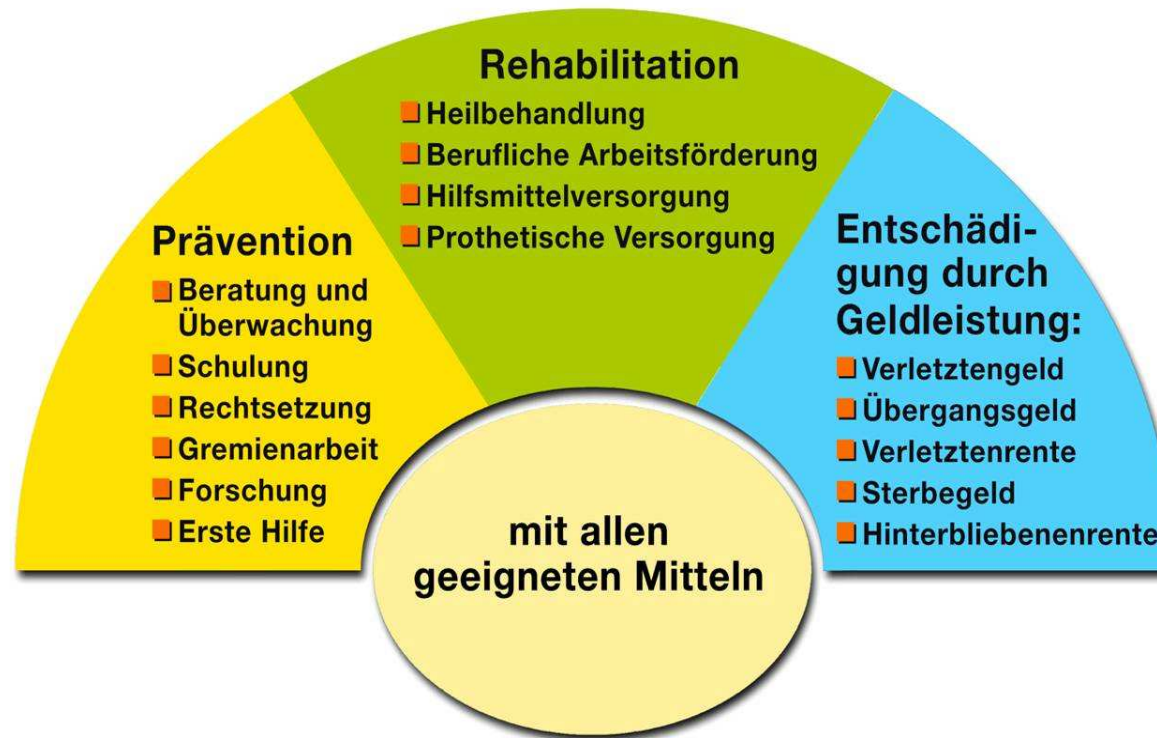 Rehabilitation
Heilbehandlung
Berufliche Arbeitsförderung
Hilfsmittelversorgung
Prothetische Versorgung
Prävention
Beratung und
Überwachung
Schulung
Rechtsetzung
Gremienarbeit
Forschung
Erste Hilfe
Entschädi-
gung durch
Geldleistung:
Verletztengeld
Übergangsgeld
Verletztenrente
Sterbegeld
Hinterbliebenenrente
mit allen
geeigneten Mitteln